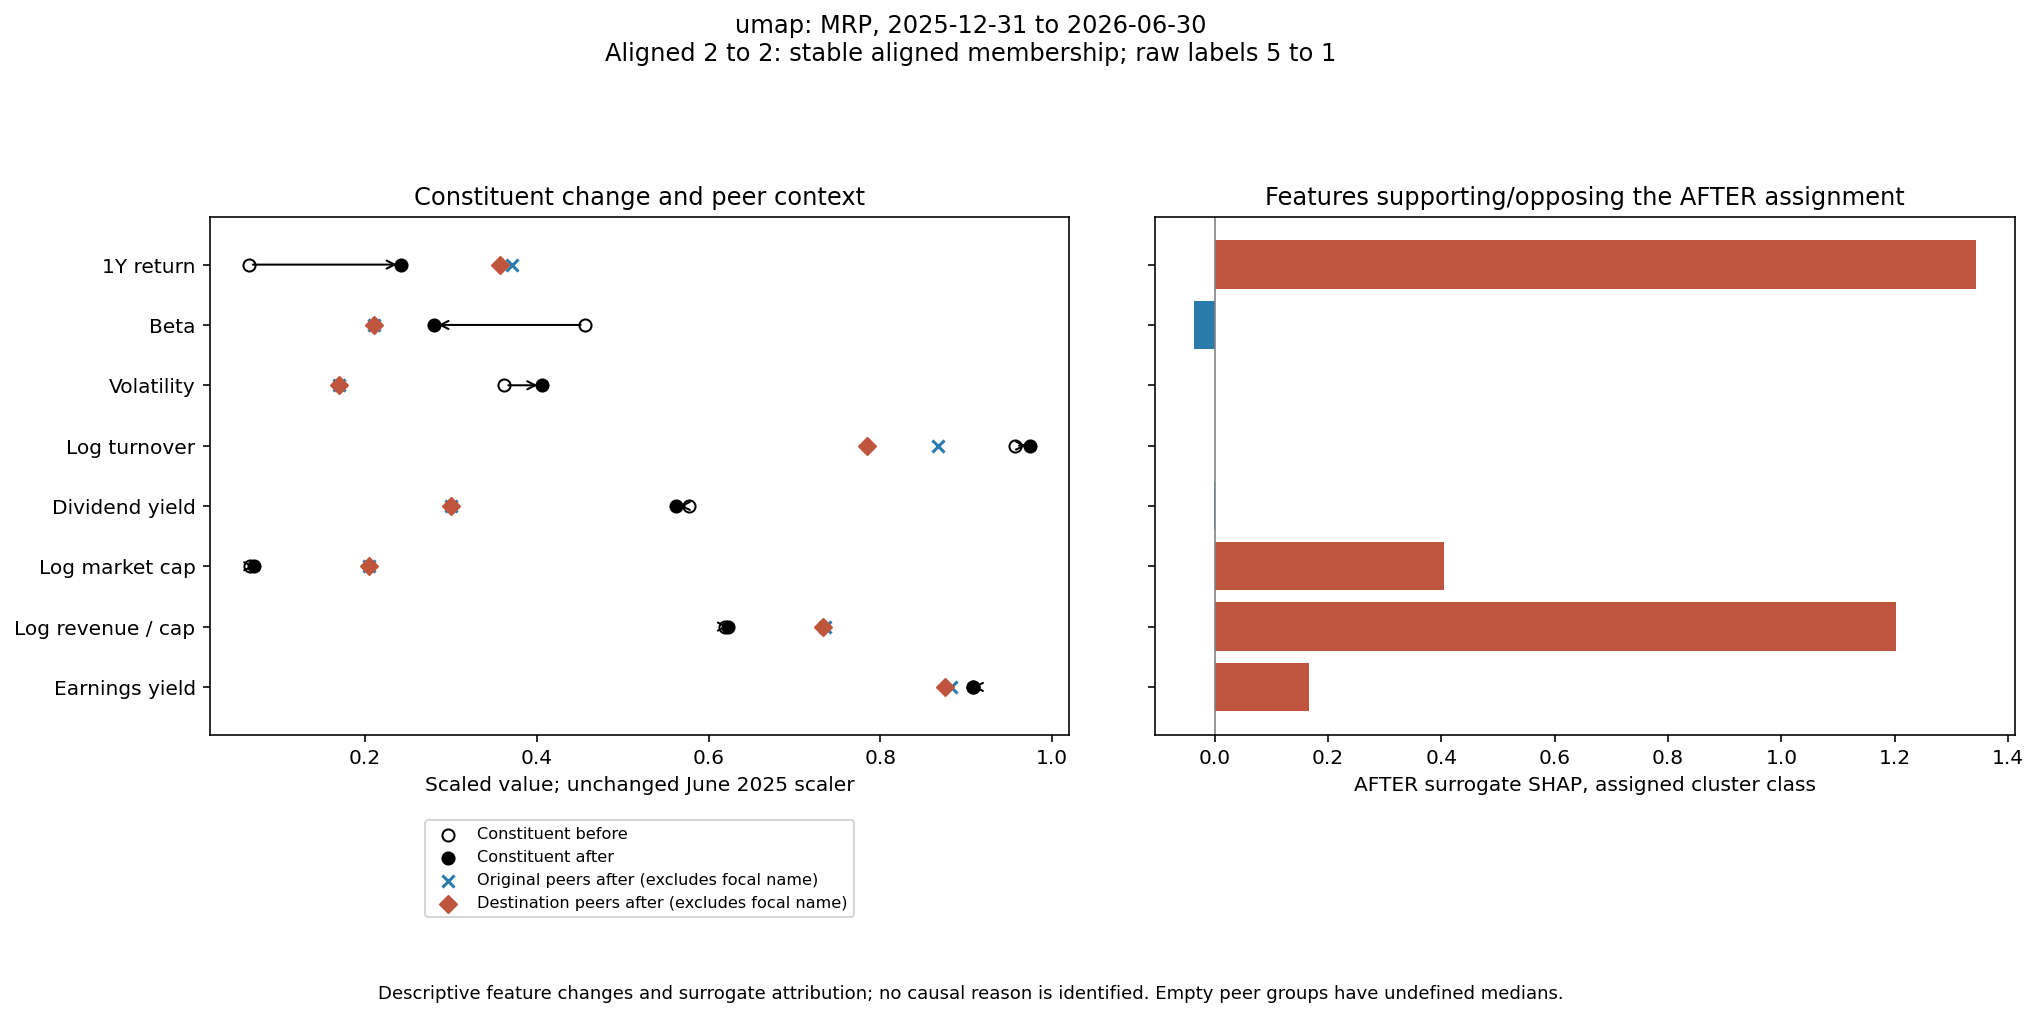 umap: MRP, 2025-12-31 to 2026-06-30
Aligned 2 to 2: stable aligned membership; raw labels 5 to 1
Constituent change and peer context
Features supporting/opposing the AFTER assignment
1Y return
Beta
Volatility
Log turnover
Dividend yield
Log market cap
Log revenue / cap
Earnings yield
0.2 0.4 0.6 0.8 1.0
0.0 0.2 0.4 0.6 0.8 1.0 1.2 1.4
Scaled value; unchanged June 2025 scaler
AFTER surrogate SHAP, assigned cluster class
Constituent before
Constituent after
Original peers after (excludes focal name)
Destination peers after (excludes focal name)
Descriptive feature changes and surrogate attribution; no causal reason is identified. Empty peer groups have undefined medians.